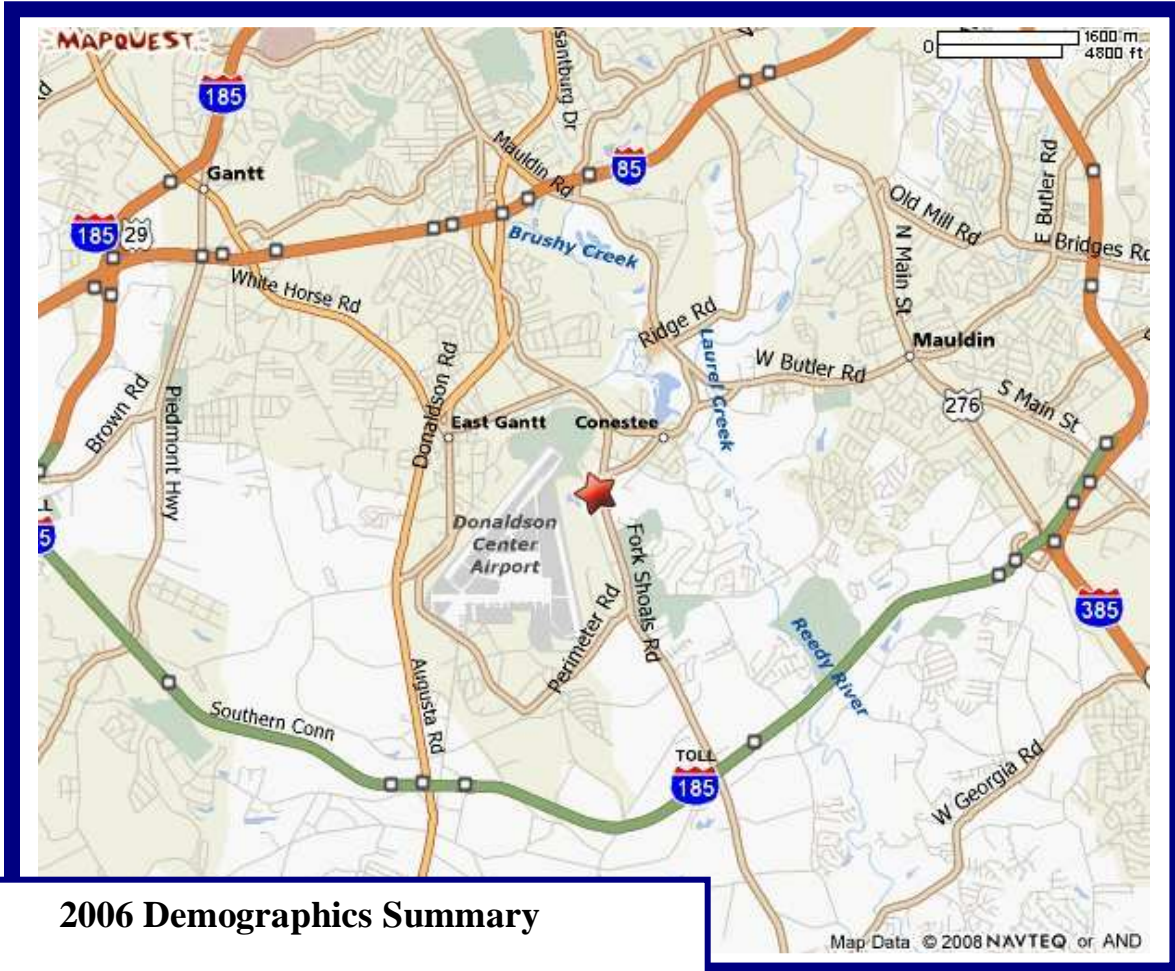 MAPQUEST
0
1600 m
4800 ft
185
Gantt
Mauldin Rd
85
Old Mill Rd
E Butler Rd
Bridges Rd
185
29
Brushy Creek
N Main St
White Horse Rd
Ridge Rd
Laurel Creek
W Butler Rd
Mauldin
Donaldson Rd
276
S Main St
Brown Rd
Piedmont Hwy
East Gantt
Conestee
Donaldson
Center
Airport
Fork Shoals Rd
Perimeter Rd
Reedy River
385
Augusta Rd
Southern Conn
TOLL
185
W Georgia Rd
2006 Demographics Summary
Map Data © 2008 NAVTEQ or AND